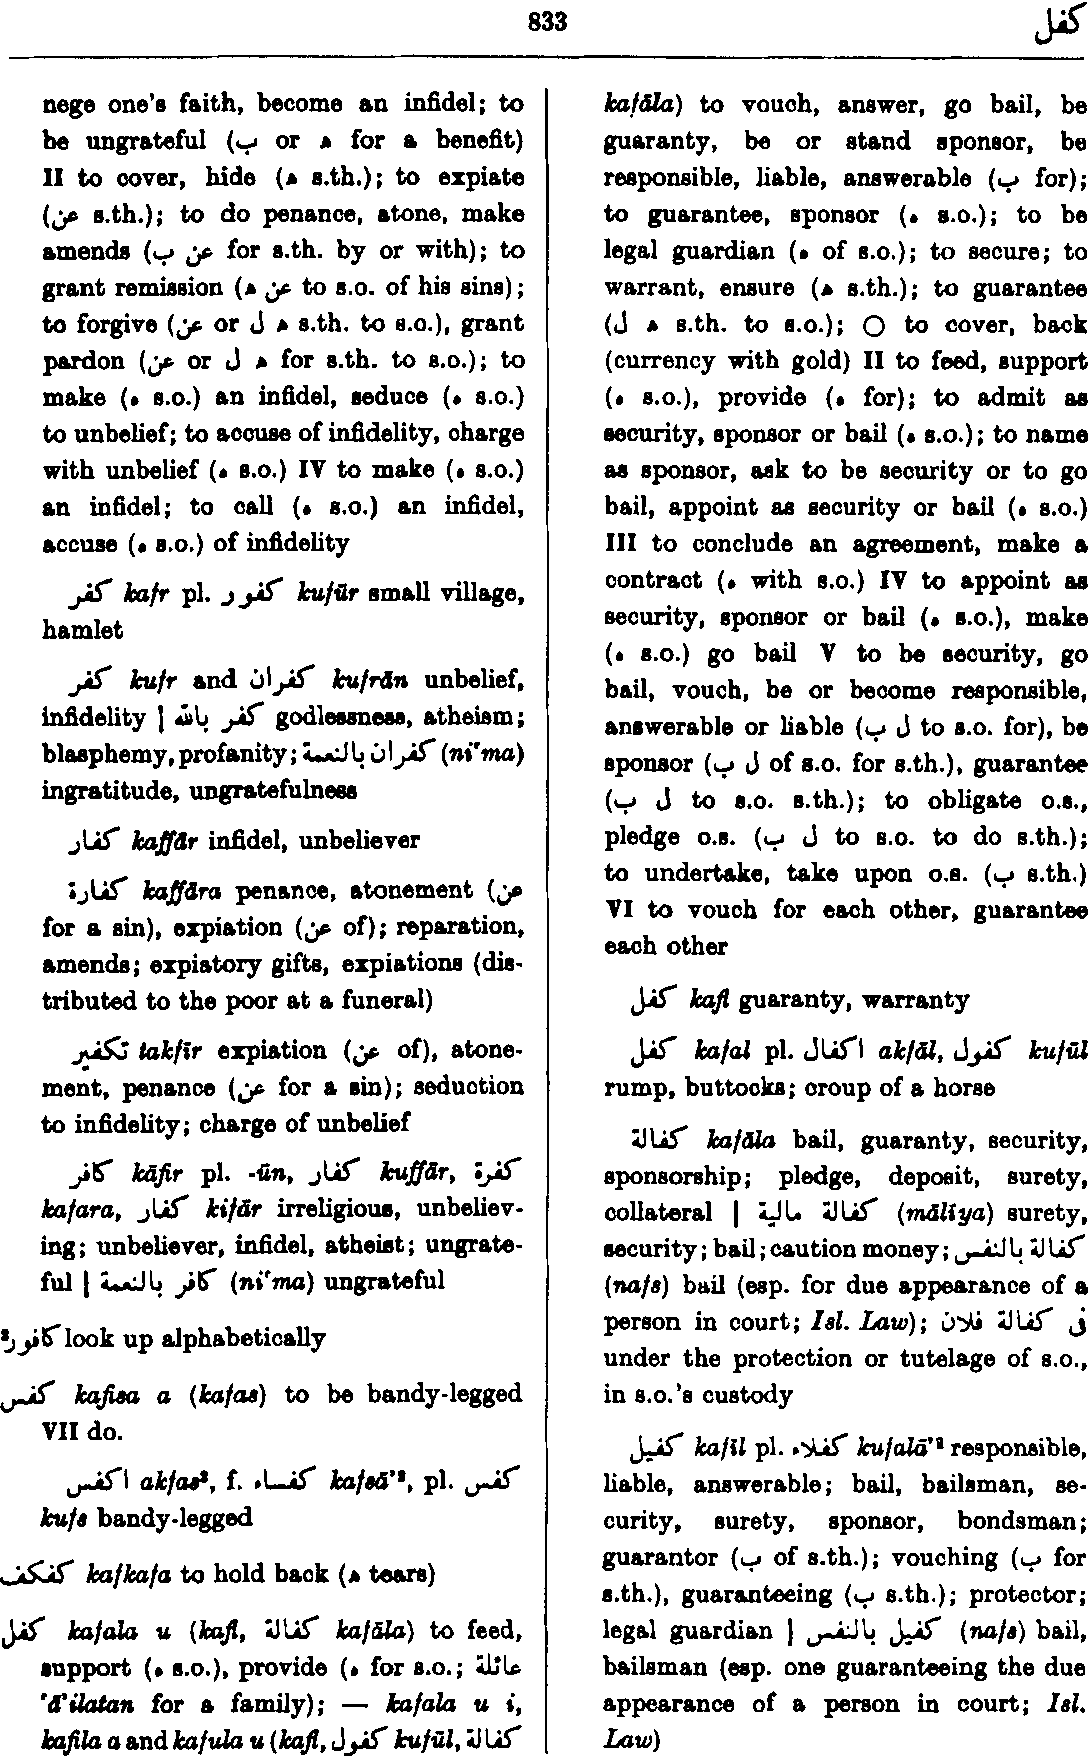 833
كفل
nege one's faith, become an infidel; to
be ungrateful (ب or ه for a benefit)
II to cover, hide (ه s.th.); to expiate
(عن s.th.); to do penance, atone, make
amends (عن ب for s.th. by or with); to
grant remission (ه عن to s.o. of his sins);
to forgive (عن or ل ه s.th. to s.o.), grant
pardon (عن or ه ل for s.th. to s.o.); to
make (ه s.o.) an infidel, seduce (ه s.o.)
to unbelief; to accuse of infidelity, charge
with unbelief (ه s.o.) IV to make (ه s.o.)
an infidel; to call (ه s.o.) an infidel,
accuse (ه s.o.) of infidelity
كفر kafr pl. كفور kufūr small village,
hamlet
كفر kufr and كفران kufrān unbelief,
infidelity | كفر بالله godlessness, atheism;
blasphemy, profanity; كفران بالنعمة (ni'ma)
ingratitude, ungratefulness
كفار kaffār infidel, unbeliever
كفارة kaffāra penance, atonement (عن
for a sin), expiation (عن of); reparation,
amends; expiatory gifts, expiations (dis-
tributed to the poor at a funeral)
تكفير takfīr expiation (عن of), atone-
ment, penance (عن for a sin); seduction
to infidelity; charge of unbelief
كافر kāfir pl. -ūn, كفار kuffār, كفرة
kafara, كفار kifār irreligious, unbeliev-
ing; unbeliever, infidel, atheist; ungrate-
ful | كافر بالنعمة (ni'ma) ungrateful
كافور² look up alphabetically
كفس kafisa a (kafas) to be bandy-legged
VII do.
اكفس akfas², f. كفساء kafsā'², pl. كفس
kufs bandy-legged
كفكف kafkafa to hold back (ه tears)
كفل kafala u (kafl, كفالة kafāla) to feed,
support (ه s.o.), provide (ه for s.o.; عائلة
'ā'ilatan for a family); — kafala u i,
kafila a and kafula u (kafl, كفول kufūl, كفالة
kafāla) to vouch, answer, go bail, be
guaranty, be or stand sponsor, be
responsible, liable, answerable (ب for);
to guarantee, sponsor (ه s.o.); to be
legal guardian (ه of s.o.); to secure; to
warrant, ensure (ه s.th.); to guarantee
(ل ه s.th. to s.o.); ○ to cover, back
(currency with gold) II to feed, support
(ه s.o.), provide (ه for); to admit as
security, sponsor or bail (ه s.o.); to name
as sponsor, ask to be security or to go
bail, appoint as security or bail (ه s.o.)
III to conclude an agreement, make a
contract (ه with s.o.) IV to appoint as
security, sponsor or bail (ه s.o.), make
(ه s.o.) go bail V to be security, go
bail, vouch, be or become responsible,
answerable or liable (ل ب to s.o. for), be
sponsor (ل ب of s.o. for s.th.), guarantee
(ل ب to s.o. s.th.); to obligate o.s.,
pledge o.s. (ل ب to s.o. to do s.th.);
to undertake, take upon o.s. (ب s.th.)
VI to vouch for each other, guarantee
each other
كفل kafl guaranty, warranty
كفل kafal pl. اكفال akfāl, كفول kufūl
rump, buttocks; croup of a horse
كفالة kafāla bail, guaranty, security,
sponsorship; pledge, deposit, surety,
collateral | كفالة مالية (māliya) surety,
security; bail; caution money; كفالة بالنفس
(nafs) bail (esp. for due appearance of a
person in court; Isl. Law); فى كفالة فلان
under the protection or tutelage of s.o.,
in s.o.'s custody
كفيل kafīl pl. كفلاء kufalā'² responsible,
liable, answerable; bail, bailsman, se-
curity, surety, sponsor, bondsman;
guarantor (ب of s.th.); vouching (ب for
s.th.), guaranteeing (ب s.th.); protector;
legal guardian | كفيل بالنفس (nafs) bail,
bailsman (esp. one guaranteeing the due
appearance of a person in court; Isl.
Law)